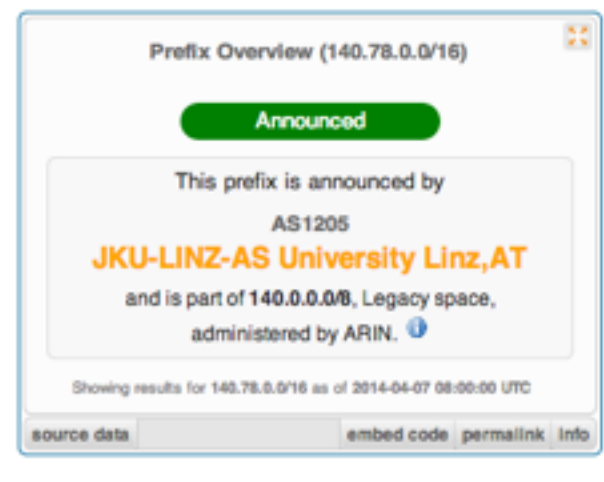 Prefix Overview (140.78.0.0/16)
Announced
This prefix is announced by
AS1205
JKU-LINZ-AS University Linz,AT
and is part of 140.0.0.0/8, Legacy space,
administered by ARIN.
Showing results for 140.78.0.0/16 as of 2014-04-07 08:00:00 UTC
source data embed code permalink info